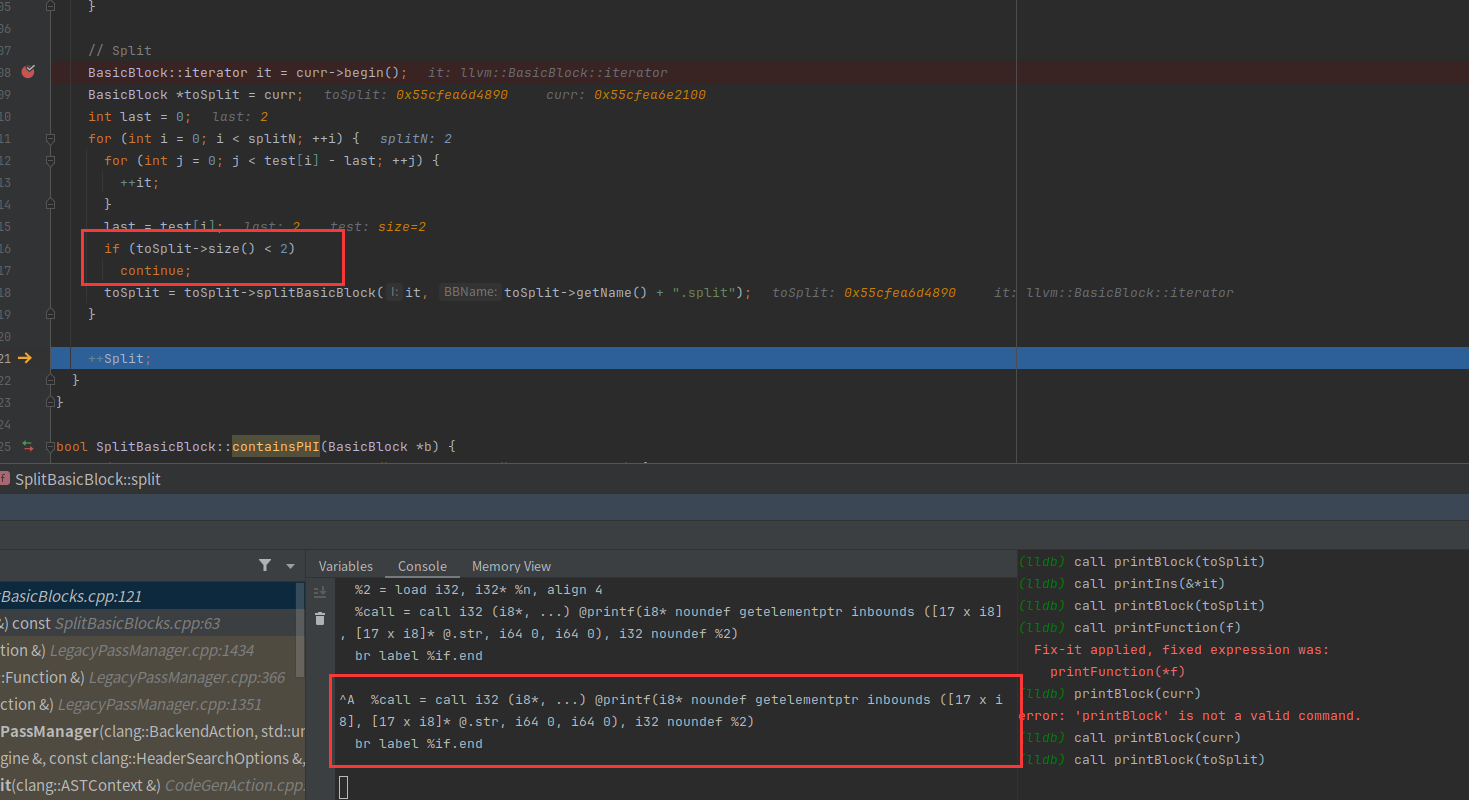 05 }
06
07 // Split
08 BasicBlock::iterator it = curr->begin(); it: llvm::BasicBlock::iterator
09 BasicBlock *toSplit = curr; toSplit: 0x55cfea6d4890 curr: 0x55cfea6e2100
10 int last = 0; last: 2
11 for (int i = 0; i < splitN; ++i) { splitN: 2
12 for (int j = 0; j < test[i] - last; ++j) {
13 ++it;
14 }
15 last = test[i]; last: 2 test: size=2
16 if (toSplit->size() < 2)
17 continue;
18 toSplit = toSplit->splitBasicBlock( I: it, BBName: toSplit->getName() + ".split"); toSplit: 0x55cfea6d4890 it: llvm::BasicBlock::iterator
19 }
20
21 ++Split;
22 }
23 }
24
25 bool SplitBasicBlock::containsPHI(BasicBlock *b) {
f SplitBasicBlock::split
BasicBlocks.cpp:121
&) const SplitBasicBlocks.cpp:63
tion &) LegacyPassManager.cpp:1434
::Function &) LegacyPassManager.cpp:366
ction &) LegacyPassManager.cpp:1351
PassManager(clang::BackendAction, std::ur
gine &, const clang::HeaderSearchOptions &,
it(clang::ASTContext &) CodeGenAction.cpp:
Variables Console Memory View
%2 = load i32, i32* %n, align 4
%call = call i32 (i8*, ...) @printf(i8* noundef getelementptr inbounds ([17 x i8]
, [17 x i8]* @.str, i64 0, i64 0), i32 noundef %2)
br label %if.end
^A %call = call i32 (i8*, ...) @printf(i8* noundef getelementptr inbounds ([17 x i
8], [17 x i8]* @.str, i64 0, i64 0), i32 noundef %2)
br label %if.end
(lldb) call printBlock(toSplit)
(lldb) call printIns(&*it)
(lldb) call printBlock(toSplit)
(lldb) call printFunction(f)
Fix-it applied, fixed expression was:
printFunction(*f)
(lldb) printBlock(curr)
error: 'printBlock' is not a valid command.
(lldb) call printBlock(curr)
(lldb) call printBlock(toSplit)